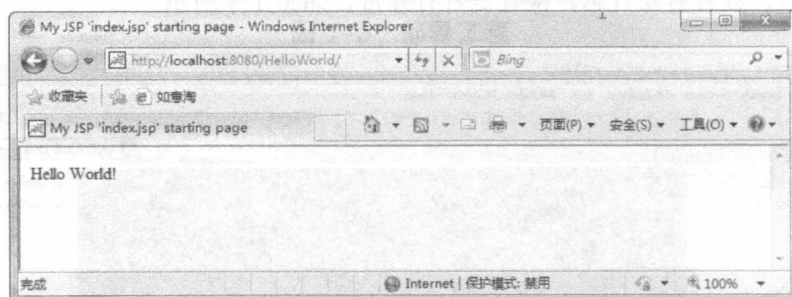 My JSP 'index.jsp' starting page - Windows Internet Explorer
http://localhost:8080/HelloWorld/
Bing
收藏夹
如意淘
My JSP 'index.jsp' starting page
页面(P)
安全(S)
工具(O)
Hello World!
完成
Internet | 保护模式: 禁用
100%